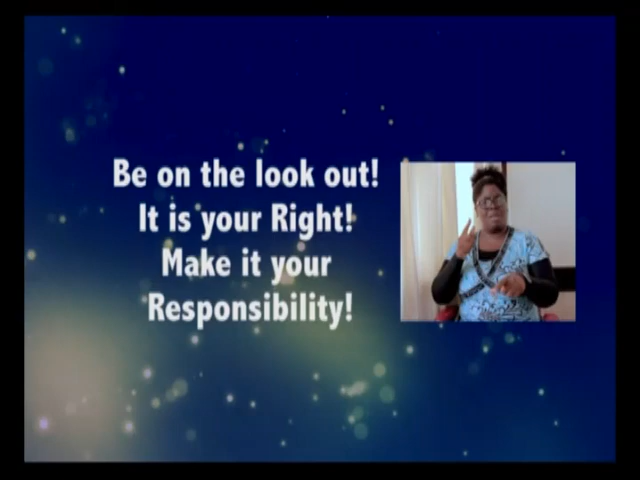 Be on the look out!
It is your Right!
Make it your
Responsibility!